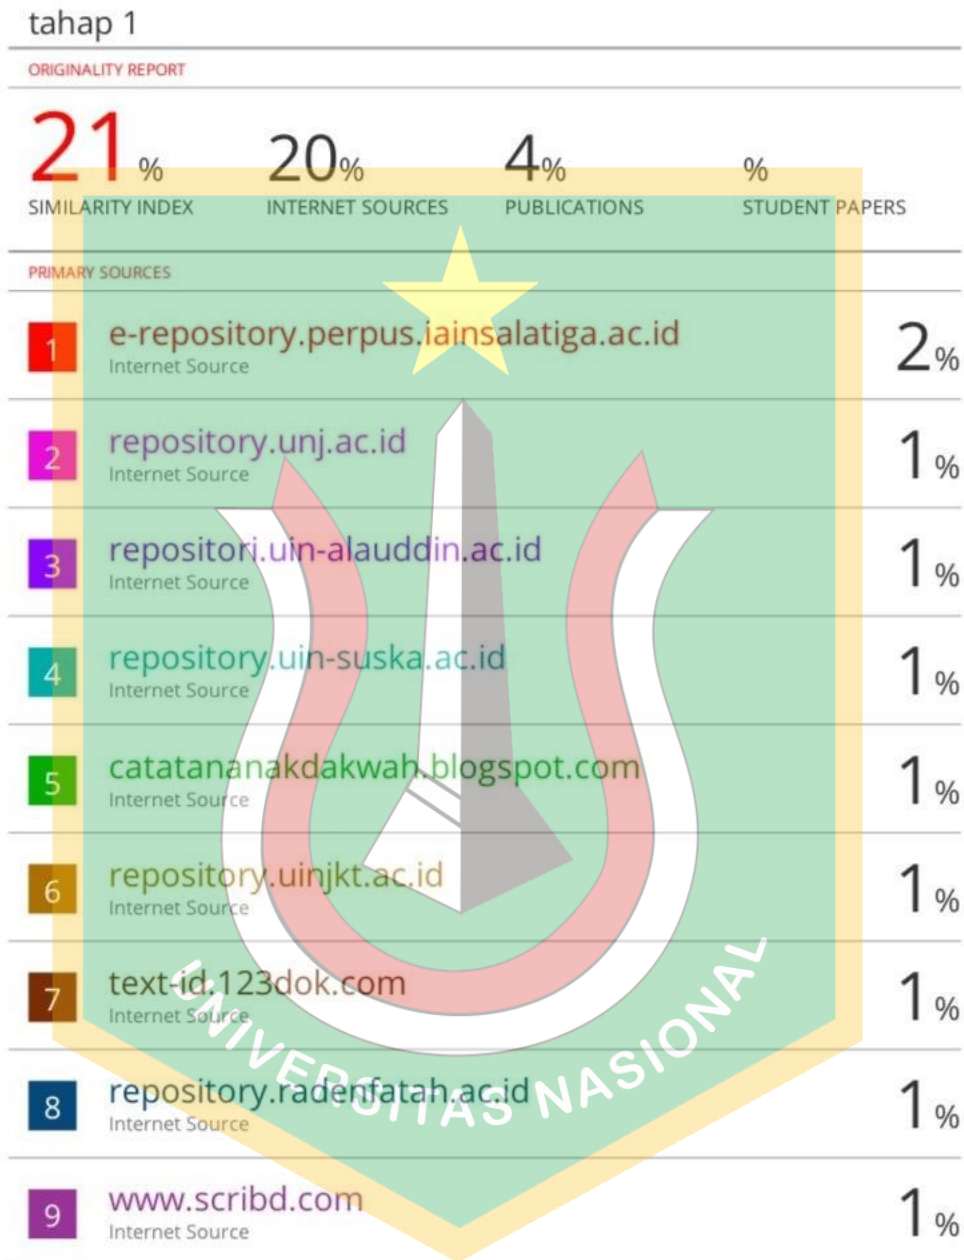 tahap 1
ORIGINALITY REPORT
21% 20% 4% %
SIMILARITY INDEX INTERNET SOURCES PUBLICATIONS STUDENT PAPERS
PRIMARY SOURCES
1 e-repository.perpus.iainsalatiga.ac.id 2%
Internet Source
2 repository.unj.ac.id 1%
Internet Source
3 repositori.uin-alauddin.ac.id 1%
Internet Source
4 repository.uin-suska.ac.id 1%
Internet Source
5 catatananakdakwah.blogspot.com 1%
Internet Source
6 repository.uinjkt.ac.id 1%
Internet Source
7 text-id.123dok.com 1%
Internet Source
8 repository.radenfatah.ac.id 1%
Internet Source
9 www.scribd.com 1%
Internet Source
UNIVERSITAS NASIONAL